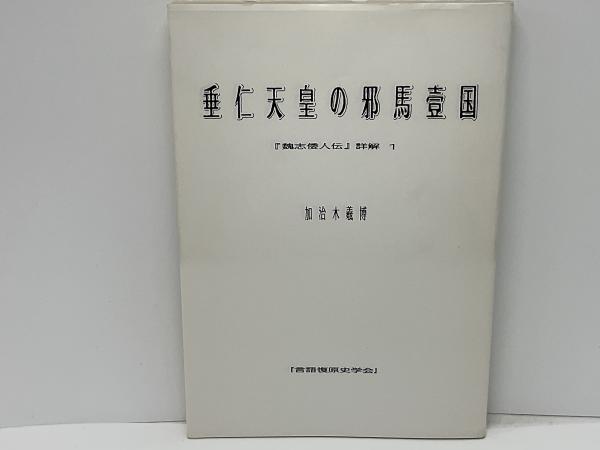 垂仁天皇の邪馬壹国
『魏志倭人伝』詳解 1
加治木義博
『言語復原史学会』